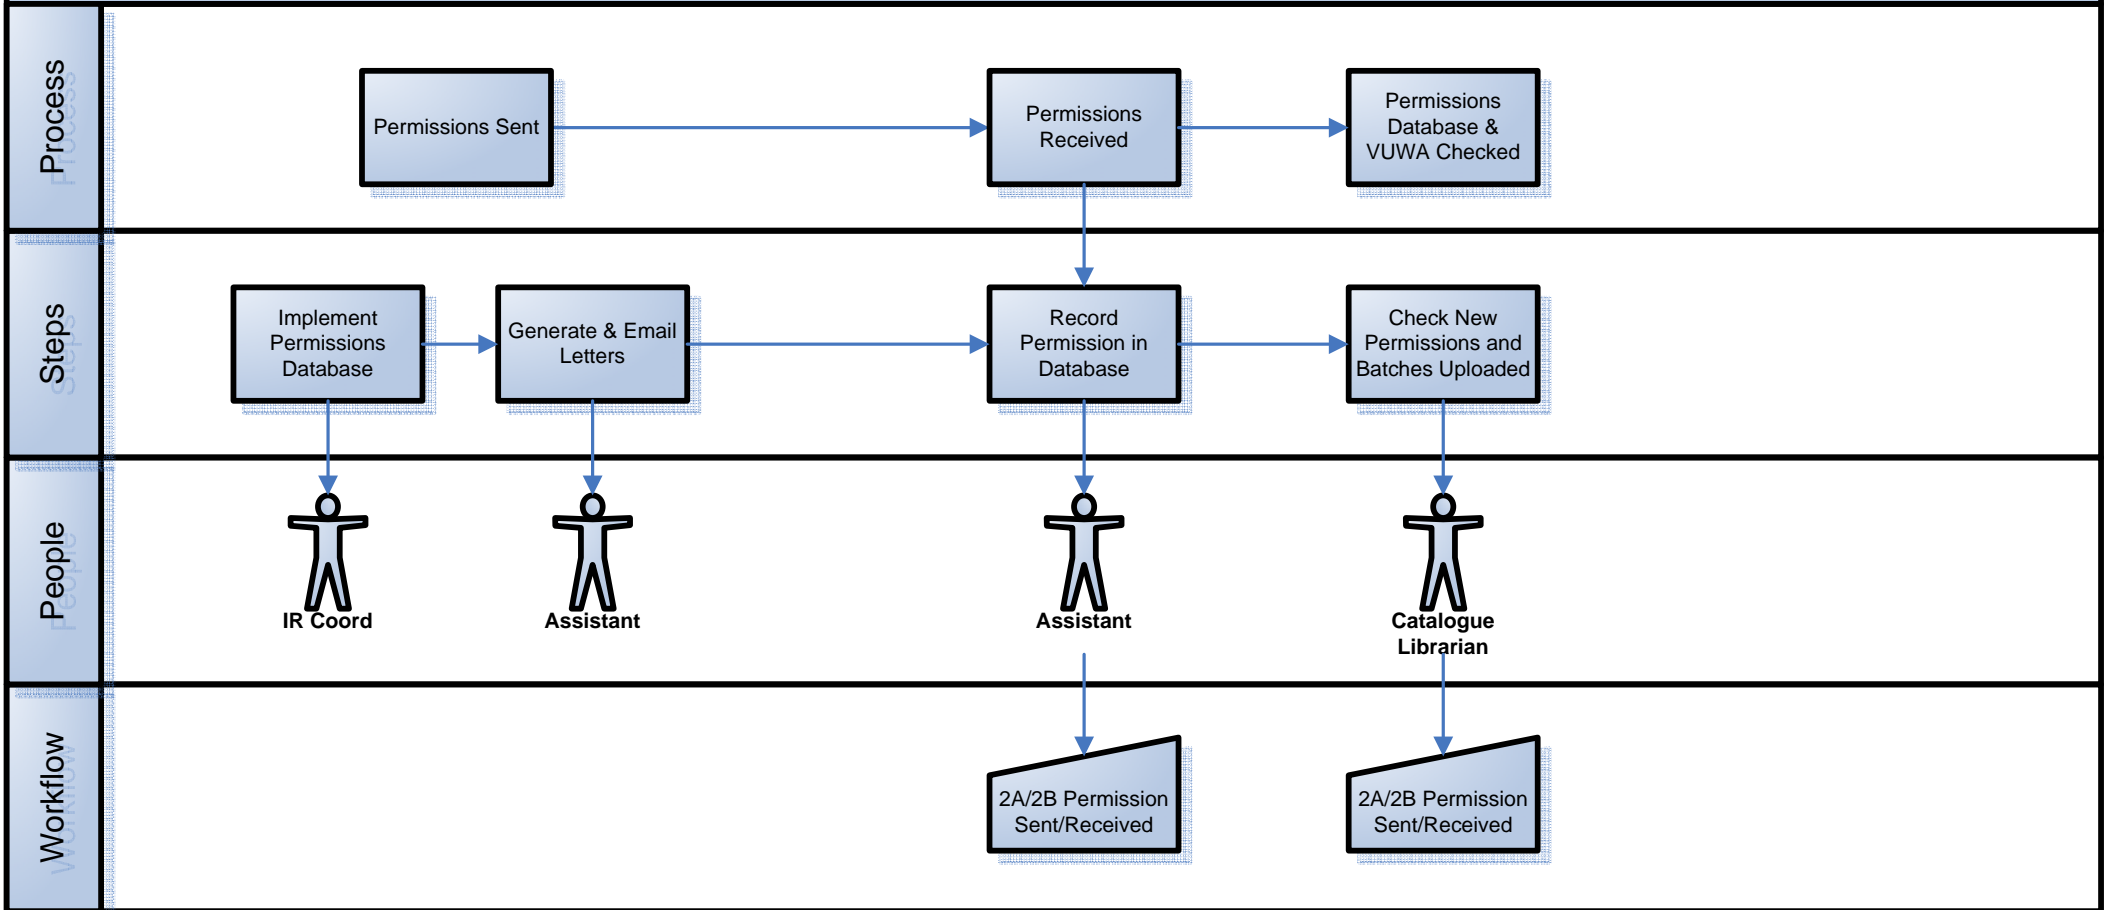 Process
Permissions Sent
Permissions
Received
Permissions
Database &
VUWA Checked
Steps
Implement
Permissions
Database
Generate & Email
Letters
Record
Permission in
Database
Check New
Permissions and
Batches Uploaded
People
IR Coord
Assistant
Assistant
Catalogue
Librarian
Workflow
2A/2B Permission
Sent/Received
2A/2B Permission
Sent/Received